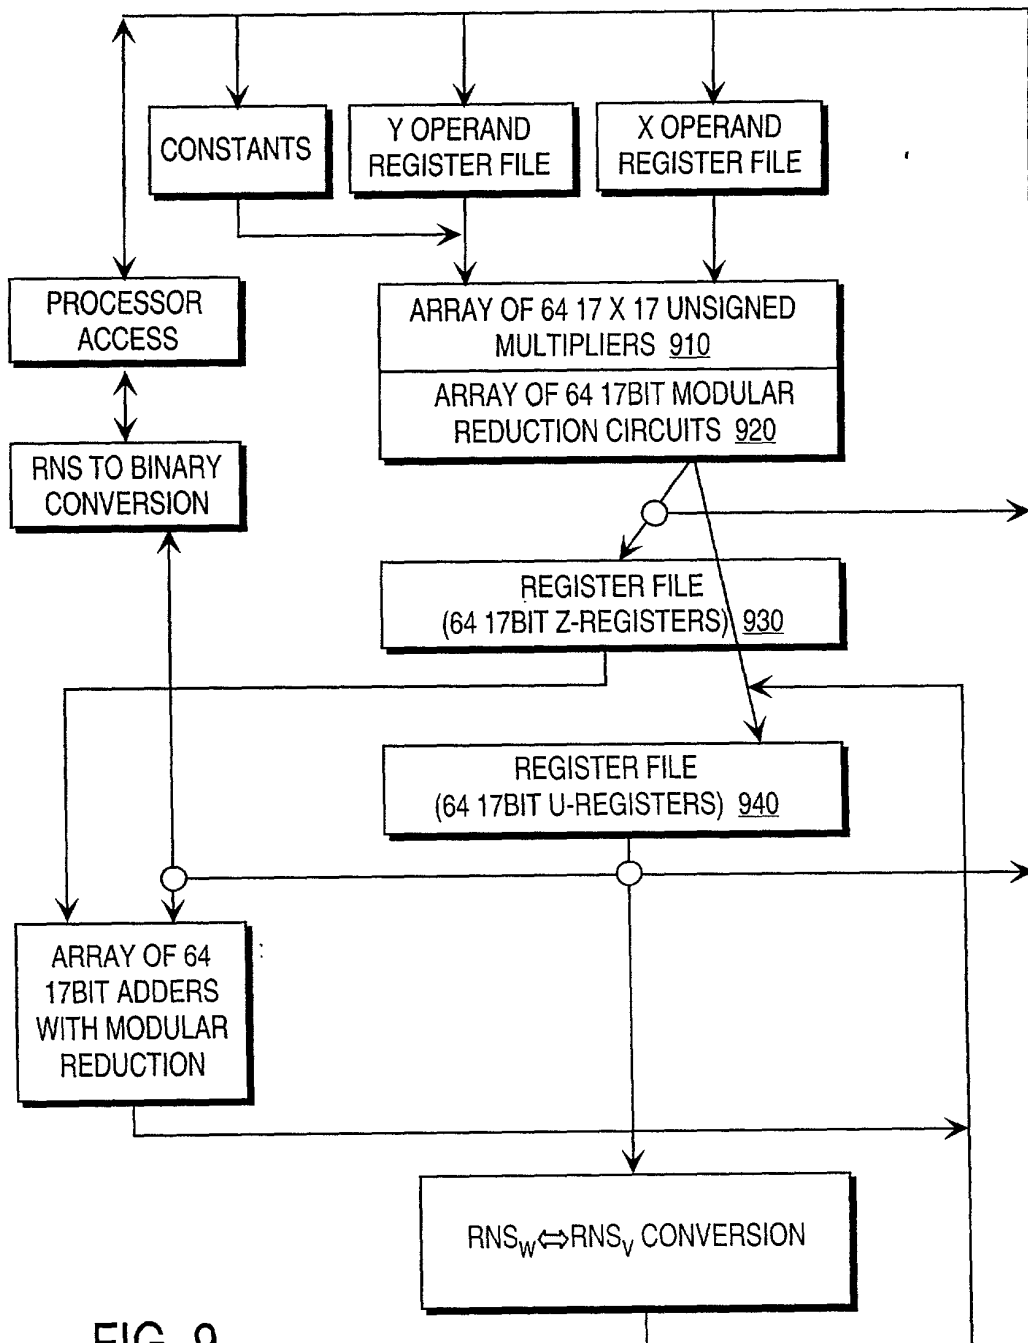 CONSTANTS
Y OPERAND
REGISTER FILE
X OPERAND
REGISTER FILE
PROCESSOR
ACCESS
ARRAY OF 64 17 X 17 UNSIGNED
MULTIPLIERS 910
ARRAY OF 64 17BIT MODULAR
REDUCTION CIRCUITS 920
RNS TO BINARY
CONVERSION
REGISTER FILE
(64 17BIT Z-REGISTERS) 930
REGISTER FILE
(64 17BIT U-REGISTERS) 940
ARRAY OF 64
17BIT ADDERS
WITH MODULAR
REDUCTION
RNSW⇔RNSV CONVERSION
FIG. 9